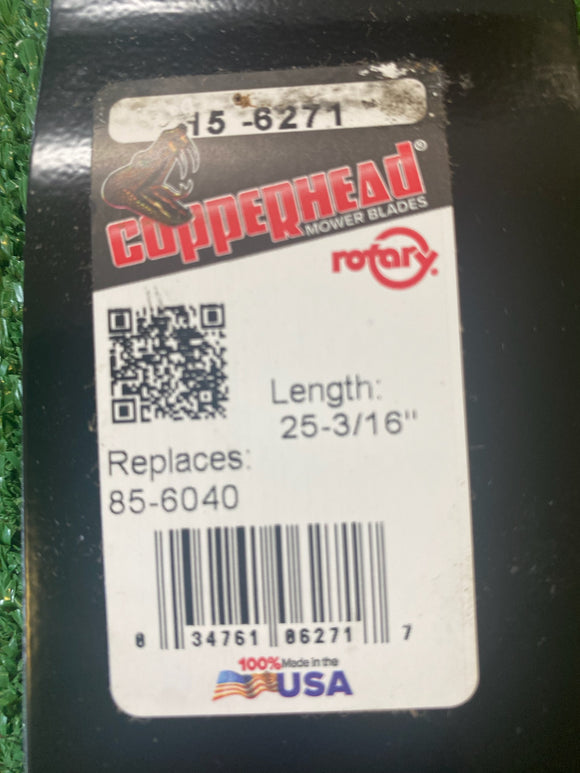 15 -6271
COPPERHEAD®
MOWER BLADES
rotary®
Length:
25-3/16"
Replaces:
85-6040
0 34761 06271 7
100% Made in the
USA